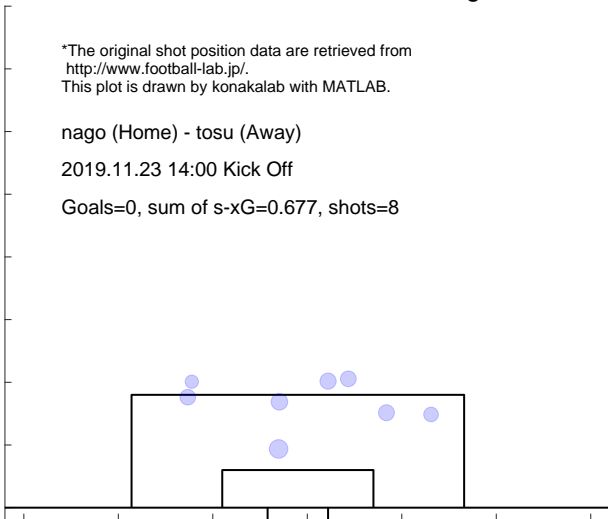 *The original shot position data are retrieved from
http://www.football-lab.jp/.
This plot is drawn by konakalab with MATLAB.
nago (Home) - tosu (Away)
2019.11.23 14:00 Kick Off
Goals=0, sum of s-xG=0.677, shots=8